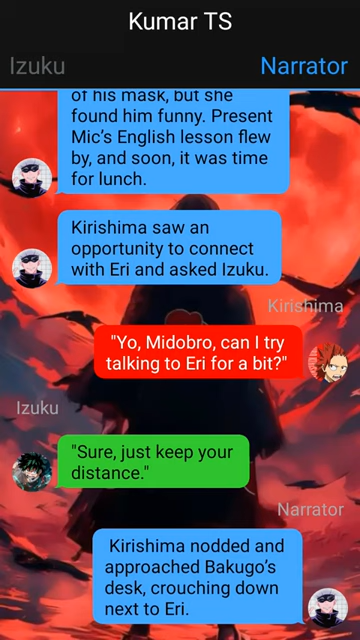 Kumar TS
Izuku
Narrator
of his mask, but she
found him funny. Present
Mic's English lesson flew
by, and soon, it was time
for lunch.
Kirishima saw an
opportunity to connect
with Eri and asked Izuku.
Kirishima
"Yo, Midobro, can I try
talking to Eri for a bit?"
Izuku
"Sure, just keep your
distance."
Narrator
Kirishima nodded and
approached Bakugo's
desk, crouching down
next to Eri.